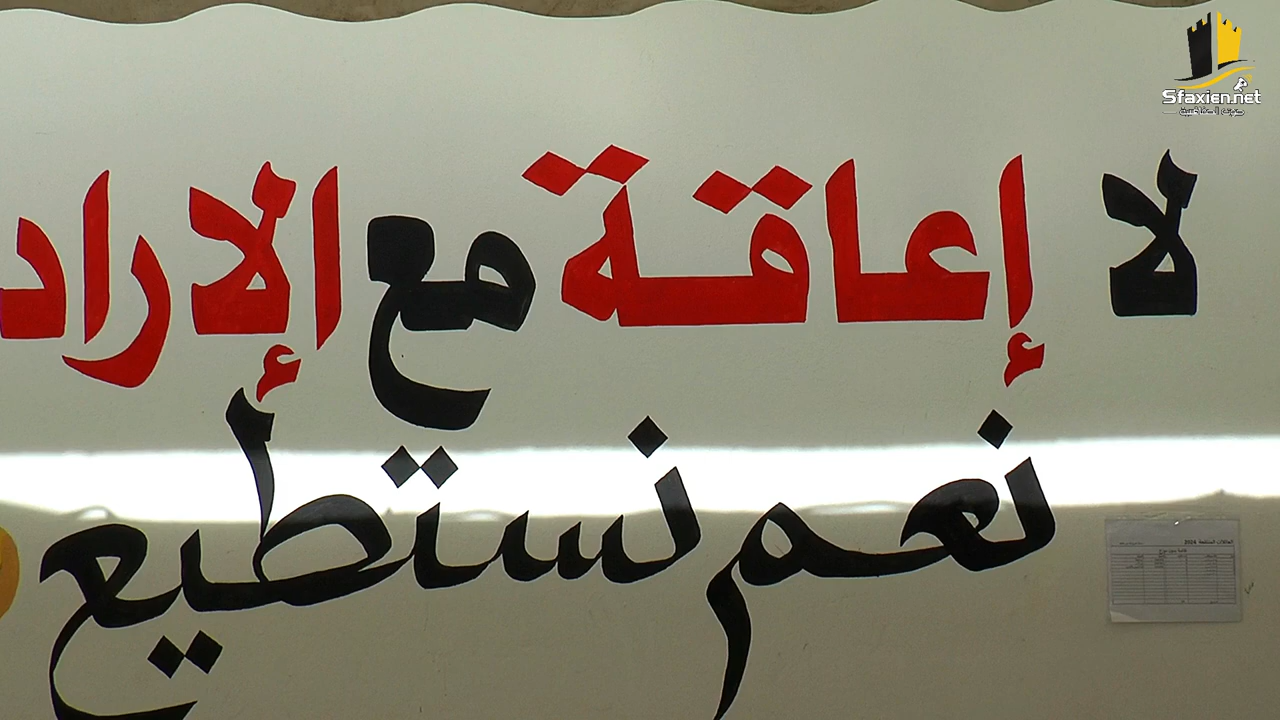 لا إعاقة مع الإراد
نعم نستطيع
Sfaxien.net